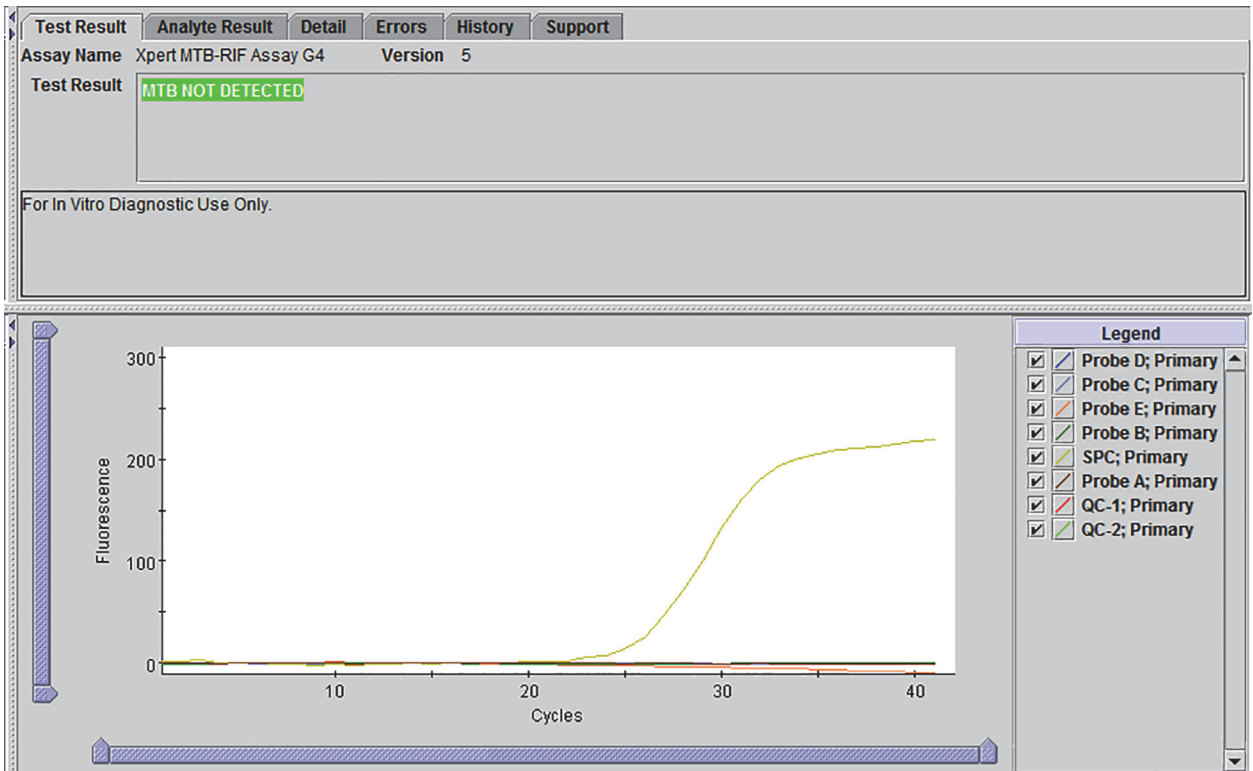 Test Result Analyte Result Detail Errors History Support
Assay Name Xpert MTB-RIF Assay G4 Version 5
Test Result MTB NOT DETECTED
For In Vitro Diagnostic Use Only.
Legend
Probe D; Primary
Probe C; Primary
Probe E; Primary
Probe B; Primary
SPC; Primary
Probe A; Primary
QC-1; Primary
QC-2; Primary
300
200
100
0
Fluorescence
10 20 30 40
Cycles